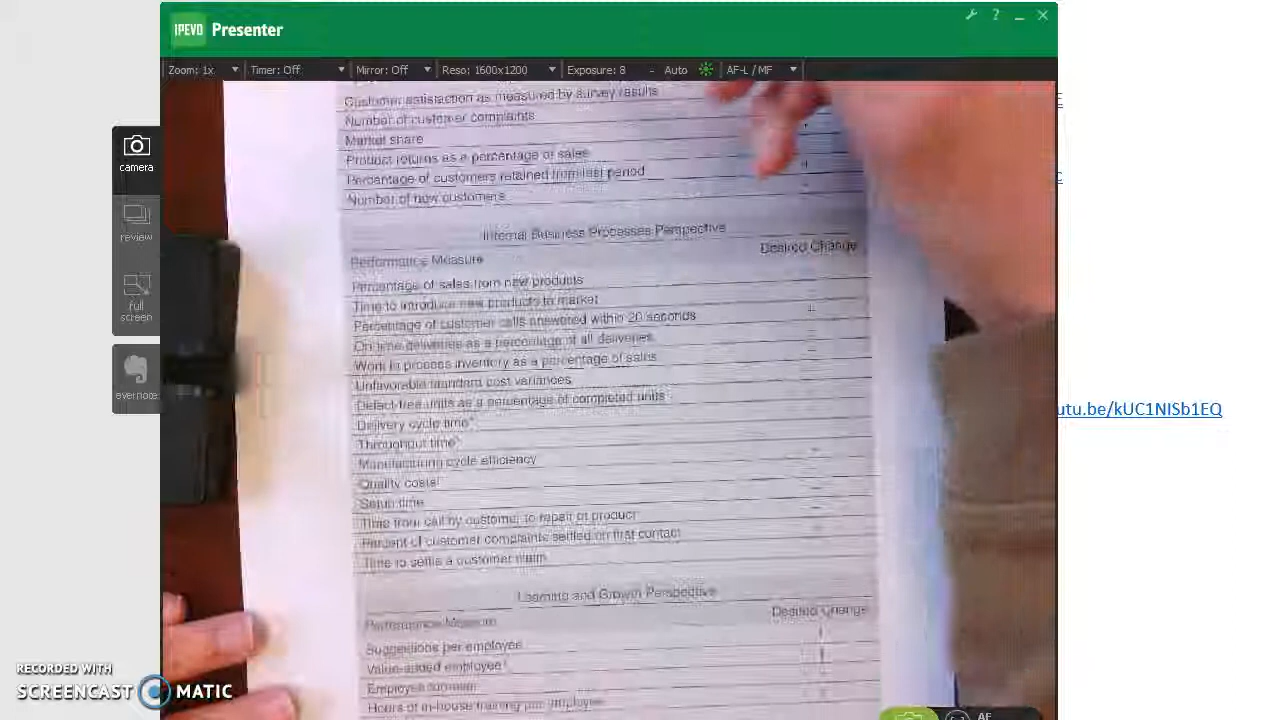 IPEVO Presenter
?
Zoom: 1x Timer: Off Mirror: Off Reso: 1600x1200 Exposure: 8 - Auto AF-L / MF
camera
review
full
screen
evernote
Customer satisfaction as measured by survey results
Number of customer complaints
Market share
Product returns as a percentage of sales
Percentage of customers retained from last period
Number of new customers
Internal Business Processes Perspective
Performance Measure Desired Change
Percentage of sales from new products
Time to introduce new products to market
Percentage of customer calls answered within 20 seconds
On-time deliveries as a percentage of all deliveries
Work in process inventory as a percentage of sales
Unfavorable standard cost variances
Defect-free units as a percentage of completed units
Delivery cycle time
Throughput time
Manufacturing cycle efficiency
Quality costs
Setup time
Time from call by customer to repair of product
Percent of customer complaints settled on first contact
Time to settle a customer claim
Learning and Growth Perspective
Performance Measure Desired Change
Suggestions per employee
Value-added employee
Employee turnover
Hours of in-house training per employee
utu.be/kUC1NISb1EQ
AF
RECORDED WITH
SCREENCAST MATIC